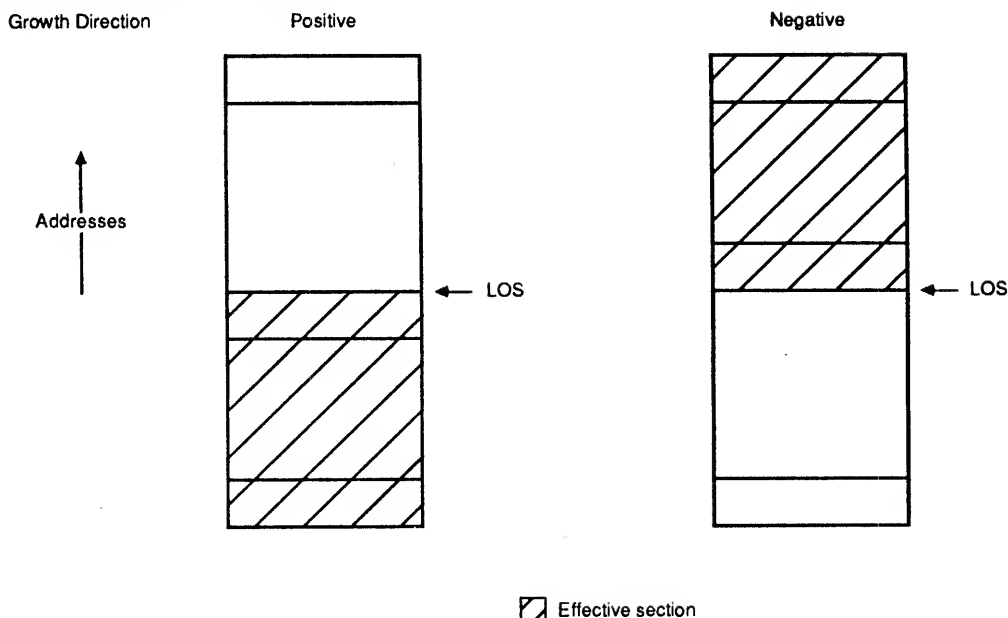 Growth Direction
Positive
Negative
Addresses
LOS
LOS
Effective section